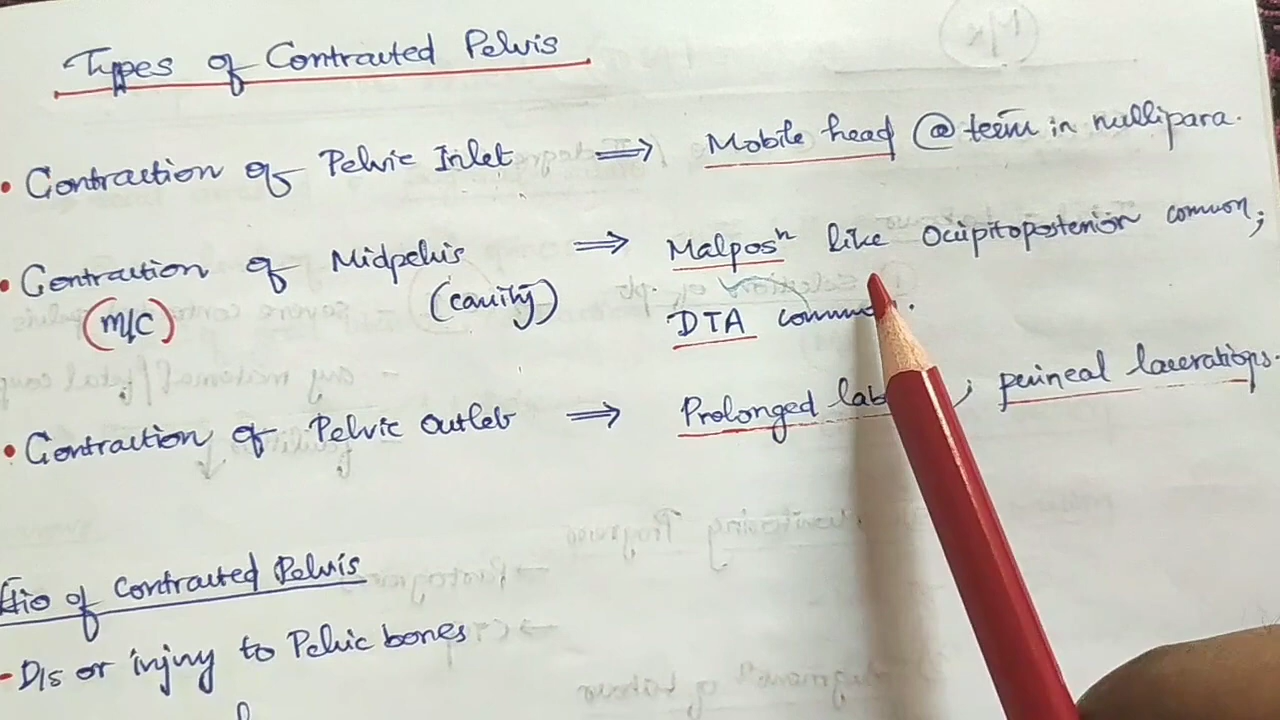 Types of Contracted Pelvis
• Contraction of Pelvic Inlet ⟹ Mobile head @ term in nullipara.
• Contraction of Midpelvis ⟹ Malposⁿ like Occipitoposterior common;
(M/C) (cavity) DTA common.
• Contraction of Pelvic Outlet ⟹ Prolonged lab ; perineal lacerations.
Etio of Contracted Pelvis
- Dis or injury to Pelvic bones